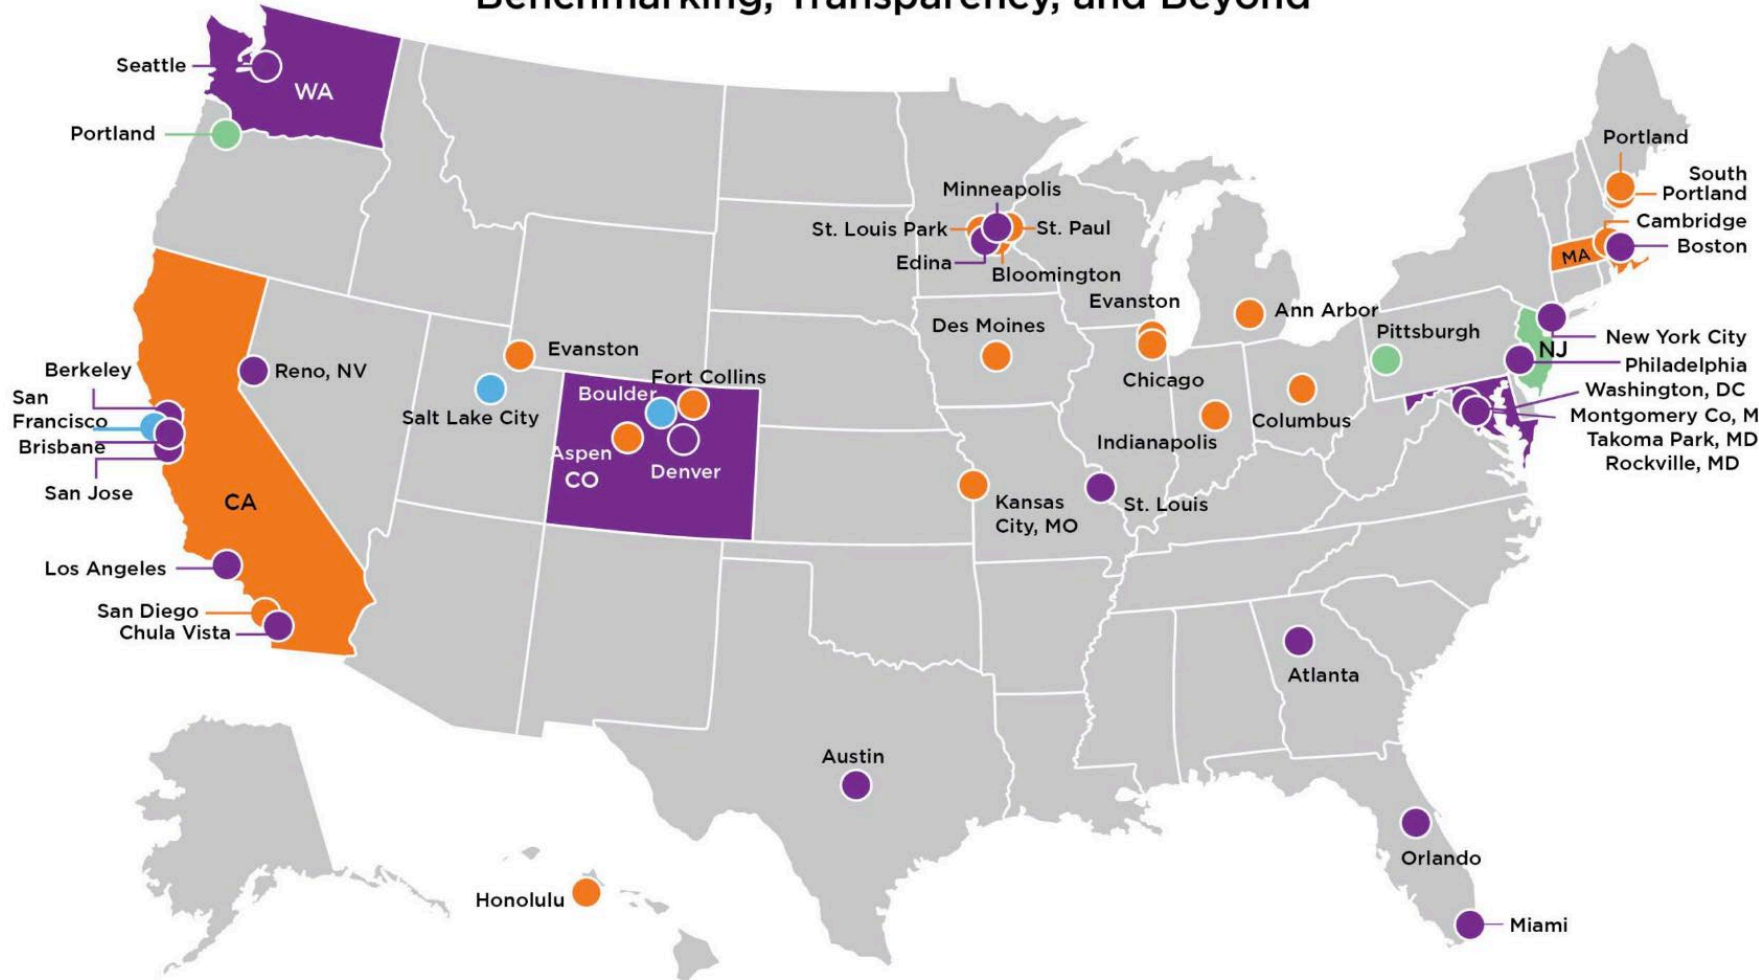 Benchmarking, Transparency, and Beyond
Seattle
WA
Portland
Portland
South
Portland
Minneapolis
St. Louis Park
St. Paul
Cambridge
Boston
Edina
MA
Bloomington
Evanston
Ann Arbor
Des Moines
Pittsburgh
New York City
NJ
Evanston
Philadelphia
Berkeley
Reno, NV
Fort Collins
Chicago
Washington, DC
San
Francisco
Boulder
Salt Lake City
Columbus
Montgomery Co, M
Brisbane
Indianapolis
Takoma Park, MD
Aspen
Denver
Rockville, MD
CO
San Jose
CA
Kansas
City, MO
St. Louis
Los Angeles
San Diego
Chula Vista
Atlanta
Austin
Orlando
Honolulu
Miami